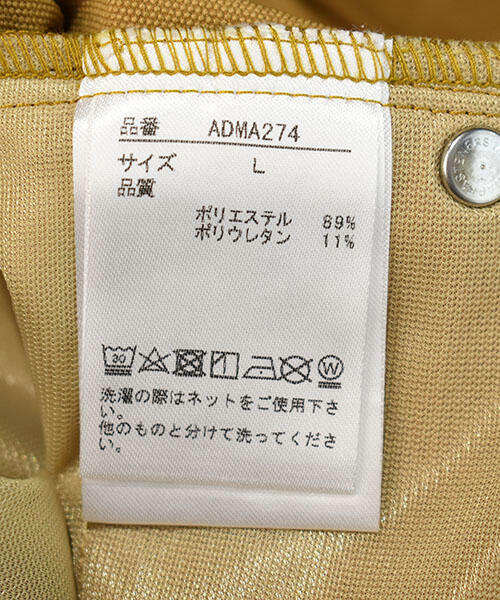 品番 ADMA274
サイズ L
品質
ポリエステル 89%
ポリウレタン 11%
30 W
洗濯の際はネットをご使用下さ
い。
他のものと分けて洗ってくださ
い。